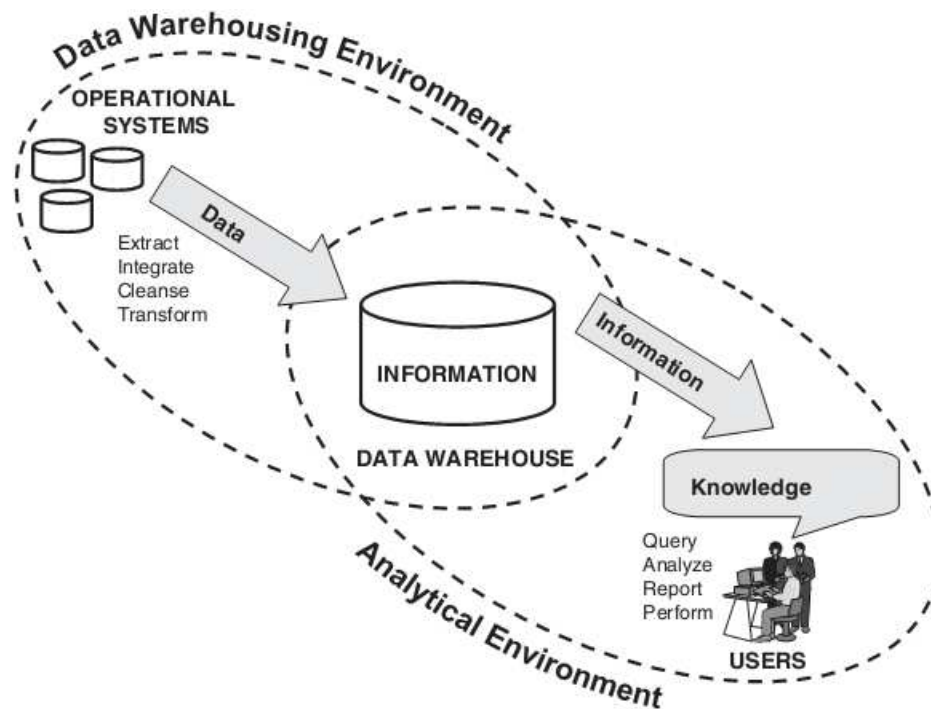 Data Warehousing Environment
OPERATIONAL
SYSTEMS
Data
Extract
Integrate
Cleanse
Transform
INFORMATION
DATA WAREHOUSE
Information
Knowledge
Query
Analyze
Report
Perform
USERS
Analytical Environment